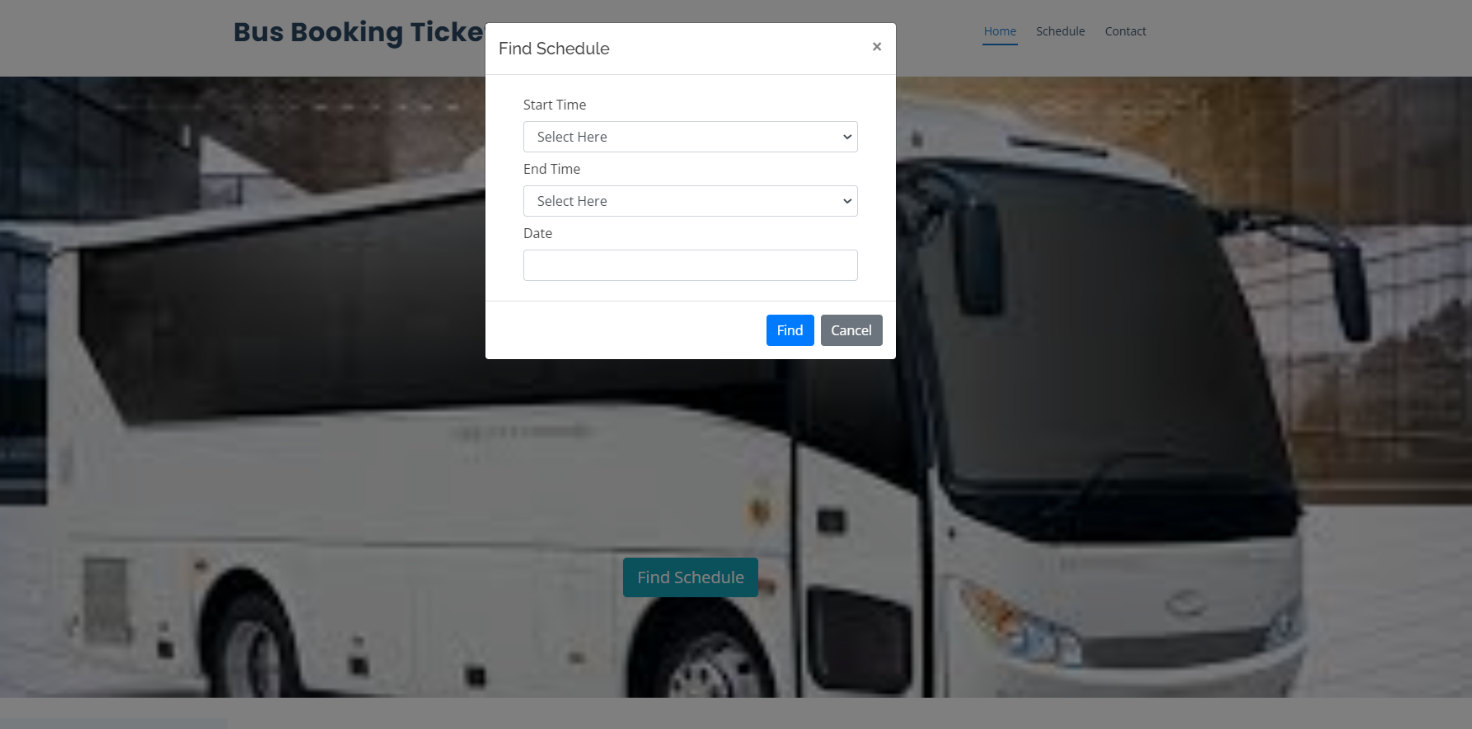 Bus Booking Ticke
Home Schedule Contact
Find Schedule ×
Start Time
Select Here
End Time
Select Here
Date
Find Cancel
Find Schedule